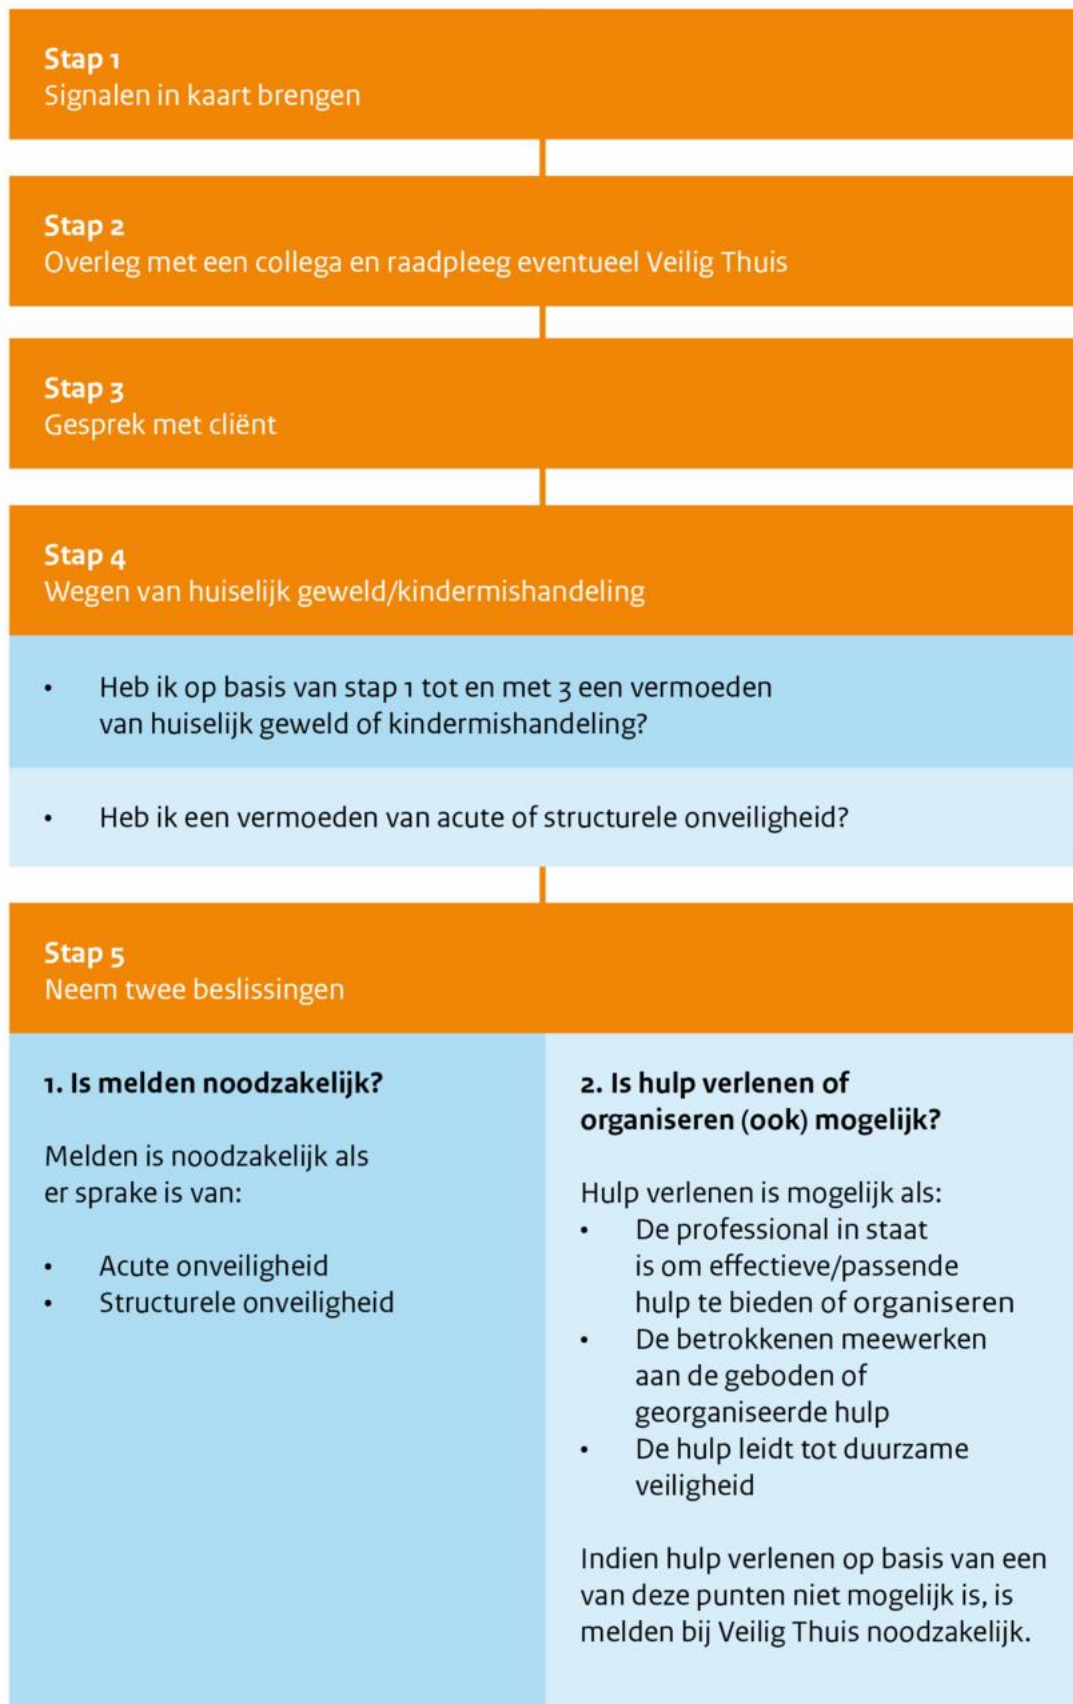 Stap 1
Signalen in kaart brengen
Stap 2
Overleg met een collega en raadpleeg eventueel Veilig Thuis
Stap 3
Gesprek met cliënt
Stap 4
Wegen van huiselijk geweld/kindermishandeling
• Heb ik op basis van stap 1 tot en met 3 een vermoeden
van huiselijk geweld of kindermishandeling?
• Heb ik een vermoeden van acute of structurele onveiligheid?
Stap 5
Neem twee beslissingen
1. Is melden noodzakelijk?
Melden is noodzakelijk als
er sprake is van:
• Acute onveiligheid
• Structurele onveiligheid
2. Is hulp verlenen of
organiseren (ook) mogelijk?
Hulp verlenen is mogelijk als:
• De professional in staat
is om effectieve/passende
hulp te bieden of organiseren
• De betrokkenen meewerken
aan de geboden of
georganiseerde hulp
• De hulp leidt tot duurzame
veiligheid
Indien hulp verlenen op basis van een
van deze punten niet mogelijk is, is
melden bij Veilig Thuis noodzakelijk.